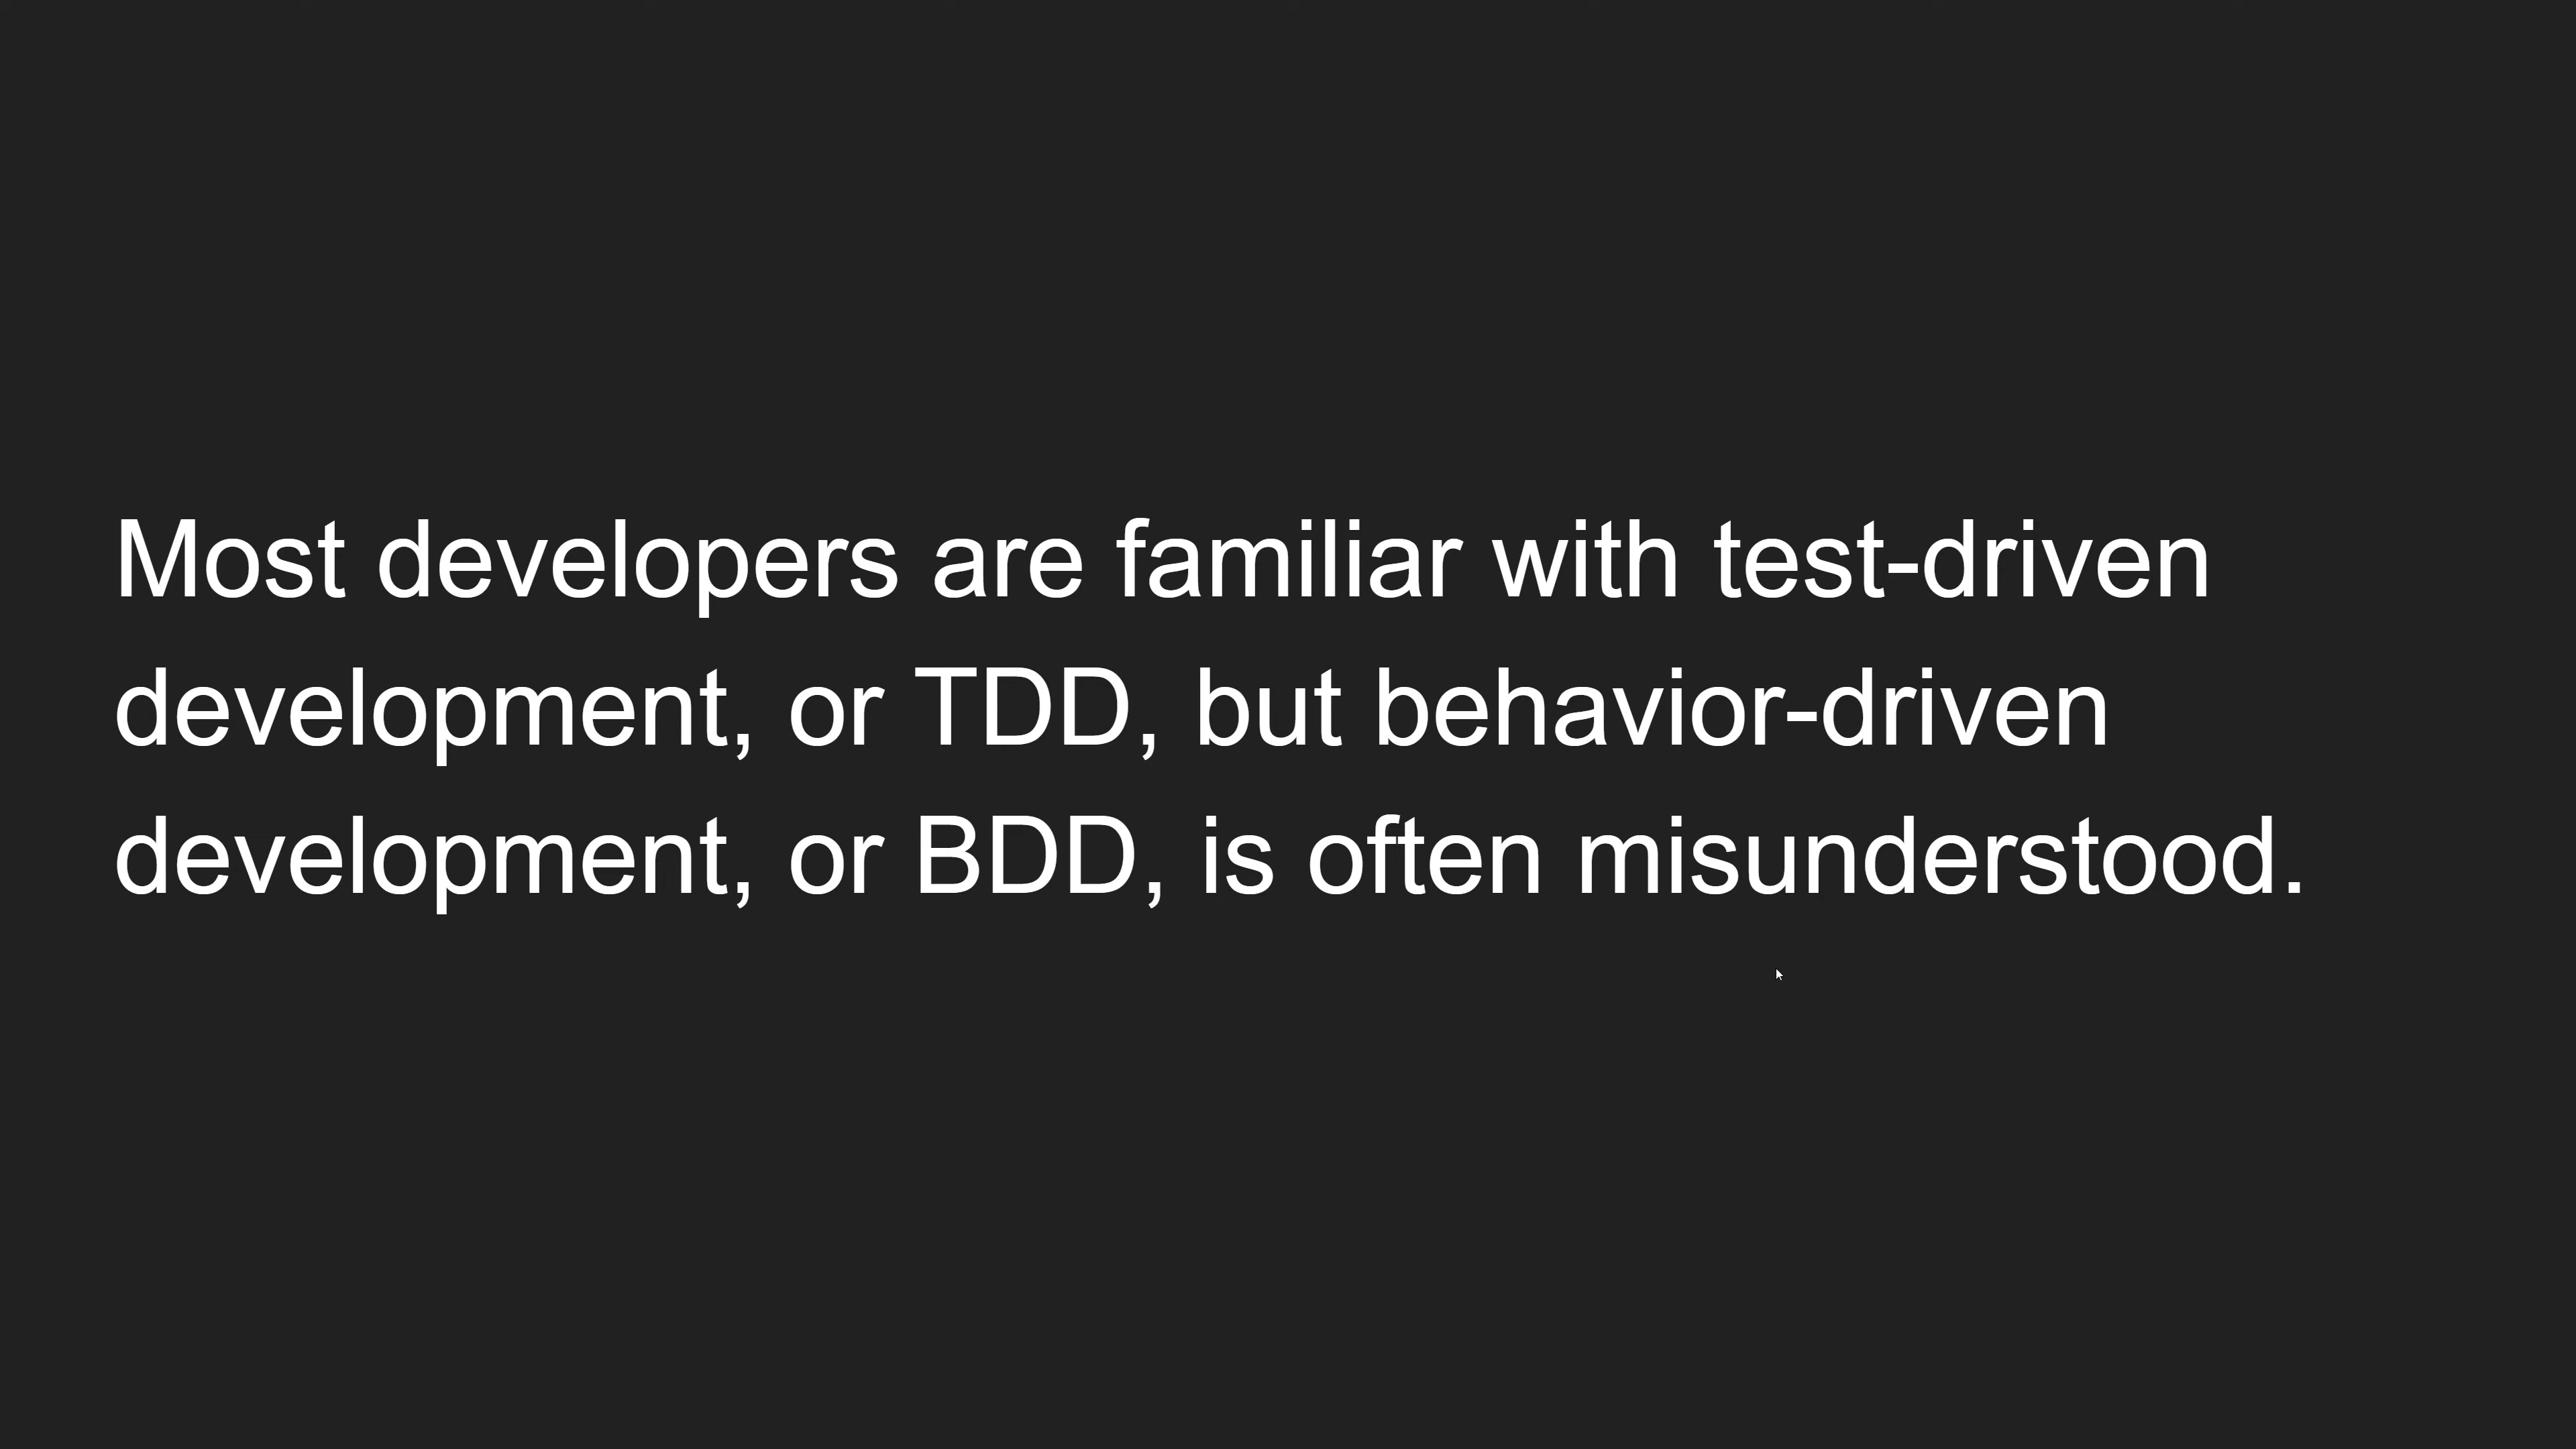 Most developers are familiar with test-driven
development, or TDD, but behavior-driven
development, or BDD, is often misunderstood.